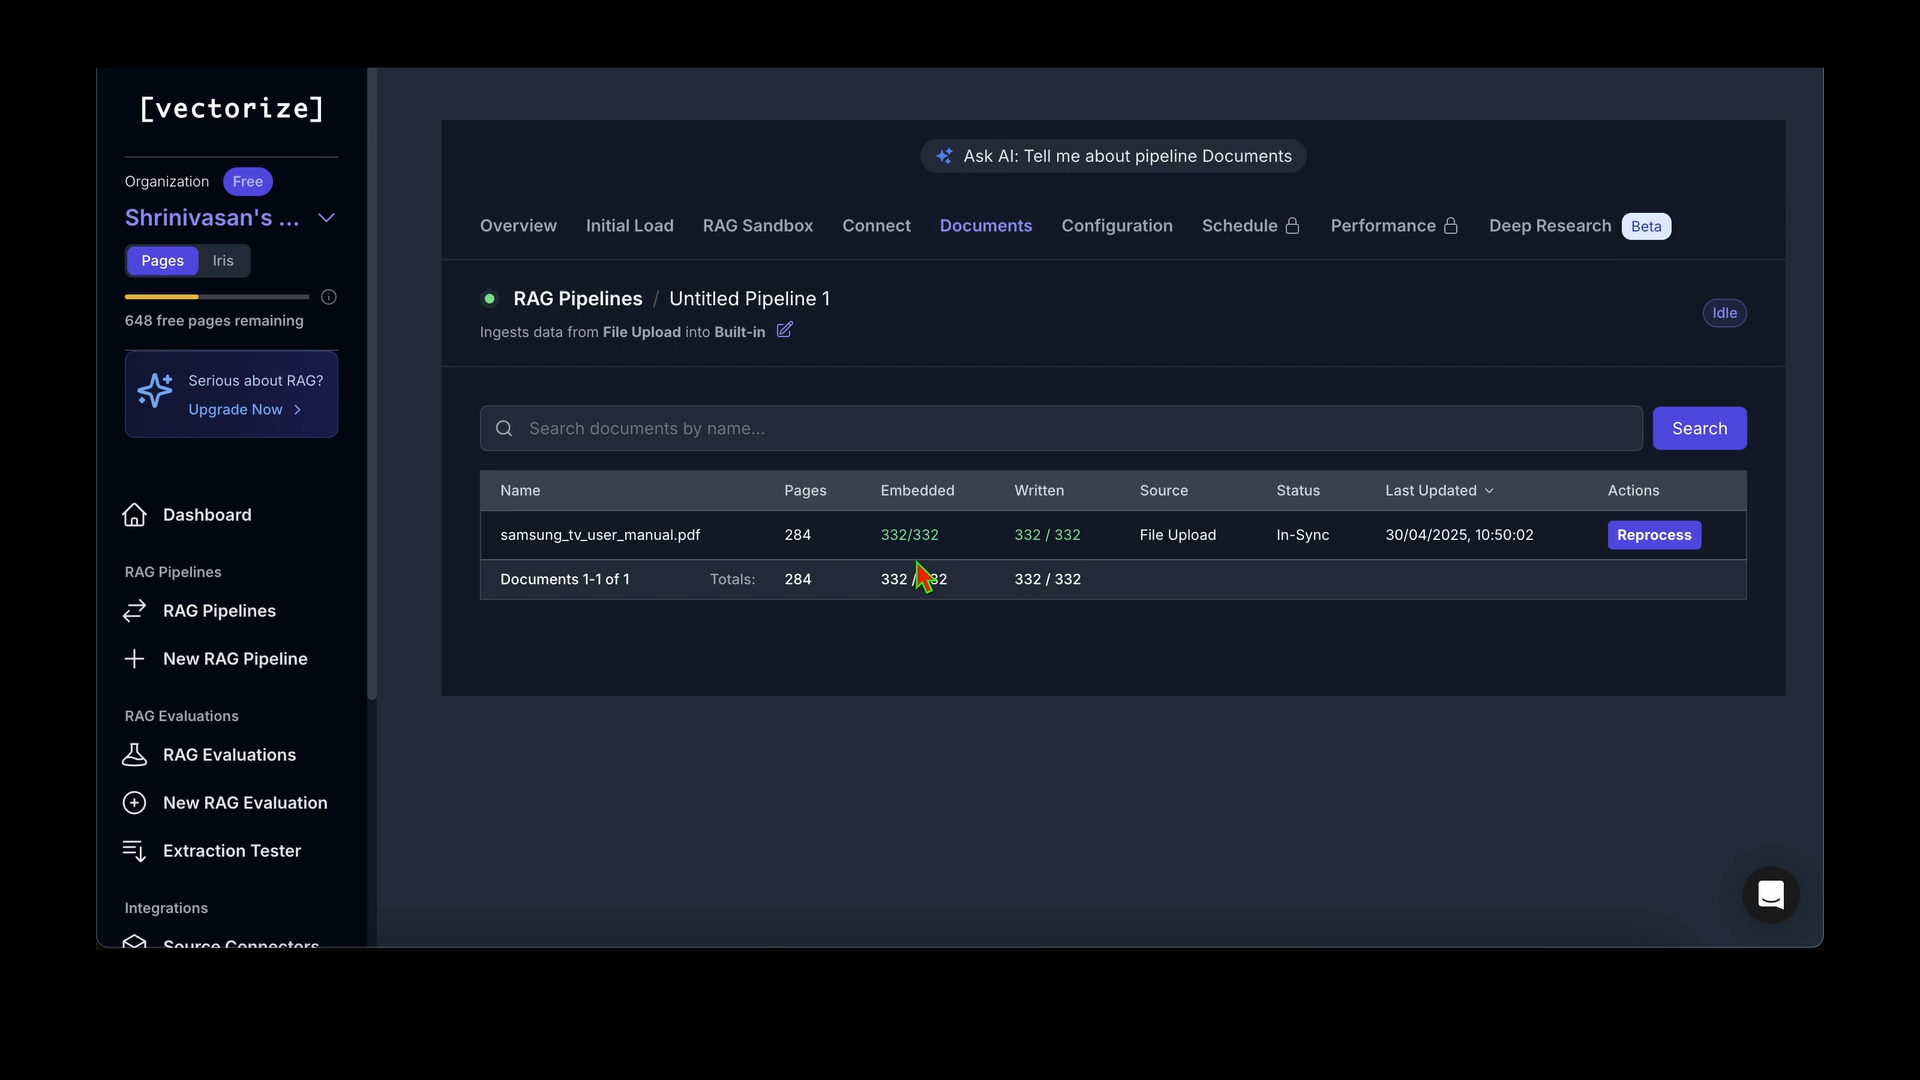 [vectorize]
Organization Free
Shrinivasan's ...
Pages Iris
648 free pages remaining
Serious about RAG?
Upgrade Now
Dashboard
RAG Pipelines
RAG Pipelines
New RAG Pipeline
RAG Evaluations
RAG Evaluations
New RAG Evaluation
Extraction Tester
Integrations
Source Connectors
Ask AI: Tell me about pipeline Documents
Overview Initial Load RAG Sandbox Connect Documents Configuration Schedule Performance Deep Research Beta
RAG Pipelines / Untitled Pipeline 1
Idle
Ingests data from File Upload into Built-in
Search documents by name... Search
Name Pages Embedded Written Source Status Last Updated Actions
samsung_tv_user_manual.pdf 284 332/332 332 / 332 File Upload In-Sync 30/04/2025, 10:50:02 Reprocess
Documents 1-1 of 1 Totals: 284 332 / 332 332 / 332